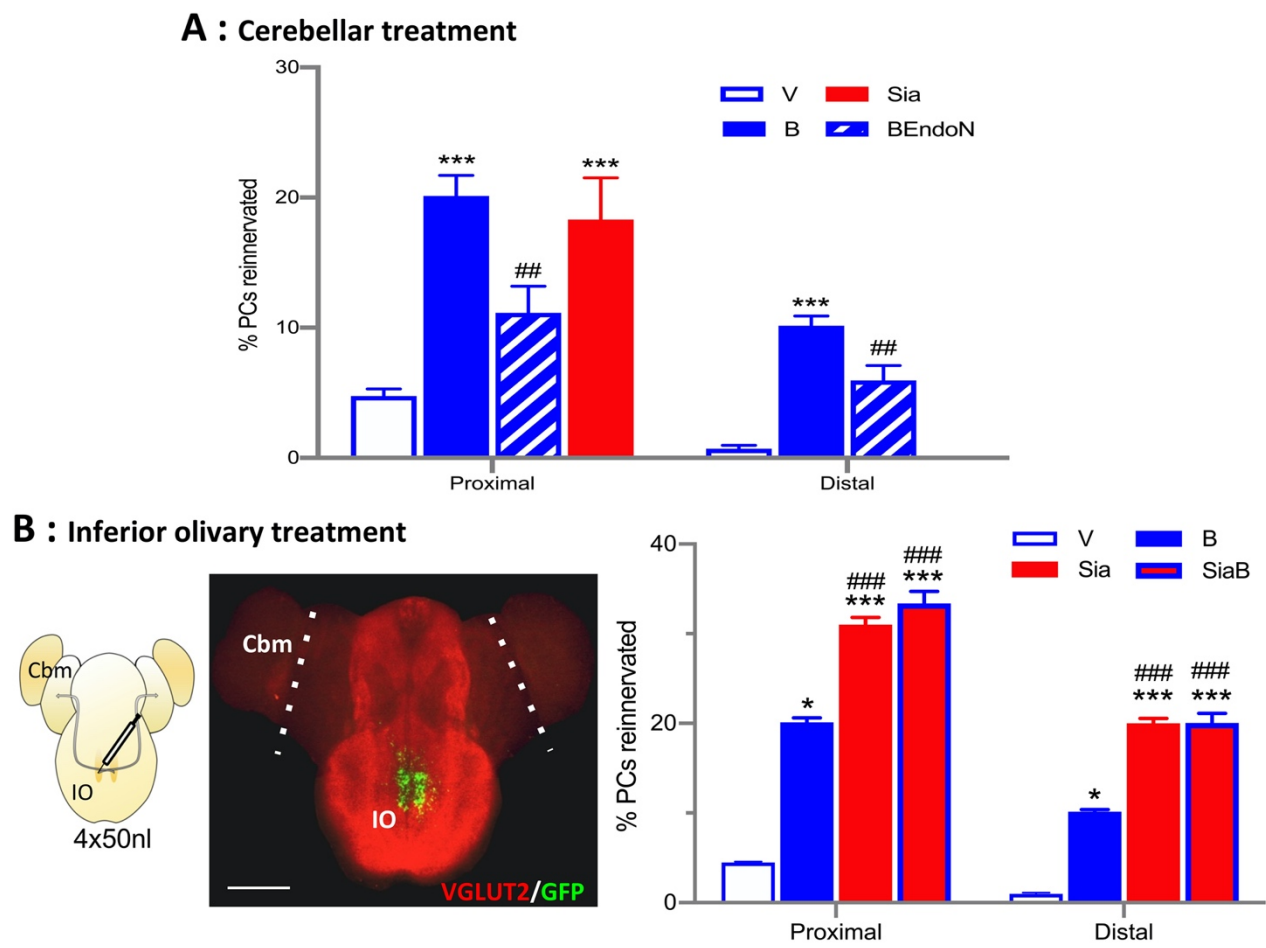 A : Cerebellar treatment
30
20
10
0
% PCs reinnervated
V
Sia
B
BEndoN
***
##
***
***
##
Proximal
Distal
B : Inferior olivary treatment
Cbm
IO
4x50nl
Cbm
IO
VGLUT2/GFP
40
20
0
% PCs reinnervated
V
B
Sia
SiaB
*
###
***
###
***
*
###
***
###
***
Proximal
Distal